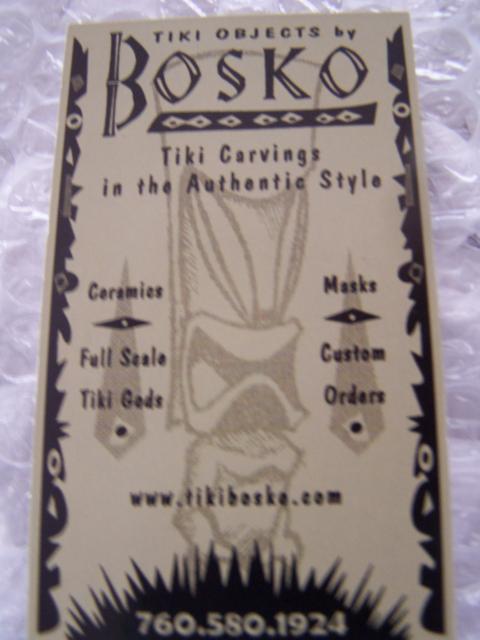 TIKI OBJECTS by
BOSKO
Tiki Carvings
in the Authentic Style
Ceramics
Full Scale
Tiki Gods
Masks
Custom
Orders
www.tikibosko.com
760.580.1924